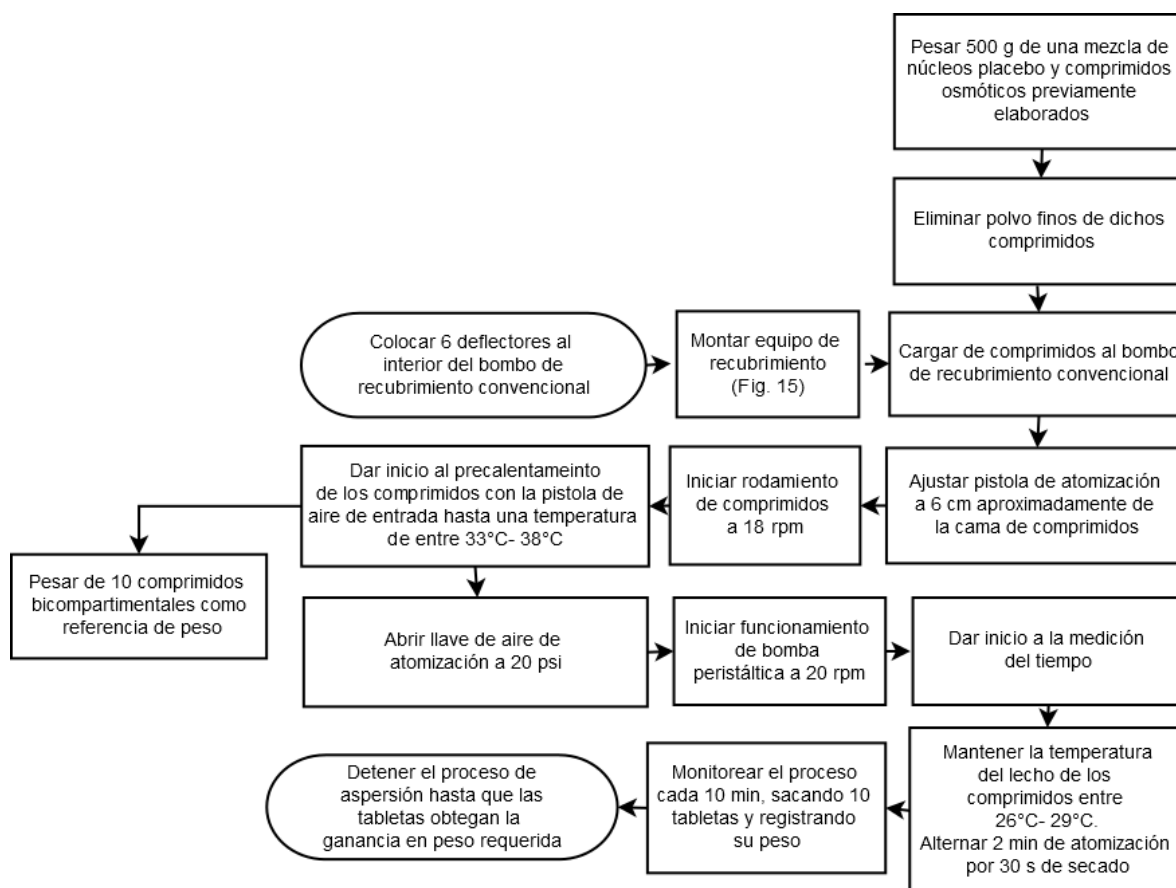 Pesar 500 g de una mezcla de
núcleos placebo y comprimidos
osmóticos previamente
elaborados
Eliminar polvo finos de dichos
comprimidos
Colocar 6 deflectores al
interior del bombo de
recubrimiento convencional
Montar equipo de
recubrimiento
(Fig. 15)
Cargar de comprimidos al bombo
de recubrimiento convencional
Ajustar pistola de atomización
a 6 cm aproximadamente de
la cama de comprimidos
Iniciar rodamiento
de comprimidos
a 18 rpm
Dar inicio al precalentameinto
de los comprimidos con la pistola de
aire de entrada hasta una temperatura
de entre 33°C- 38°C
Pesar de 10 comprimidos
bicompartimentales como
referencia de peso
Abrir llave de aire de
atomización a 20 psi
Iniciar funcionamiento
de bomba
peristáltica a 20 rpm
Dar inicio a la medición
del tiempo
Mantener la temperatura
del lecho de los
comprimidos entre
26°C- 29°C.
Alternar 2 min de atomización
por 30 s de secado
Monitorear el proceso
cada 10 min, sacando 10
tabletas y registrando
su peso
Detener el proceso de
aspersión hasta que las
tabletas obtegan la
ganancia en peso requerida